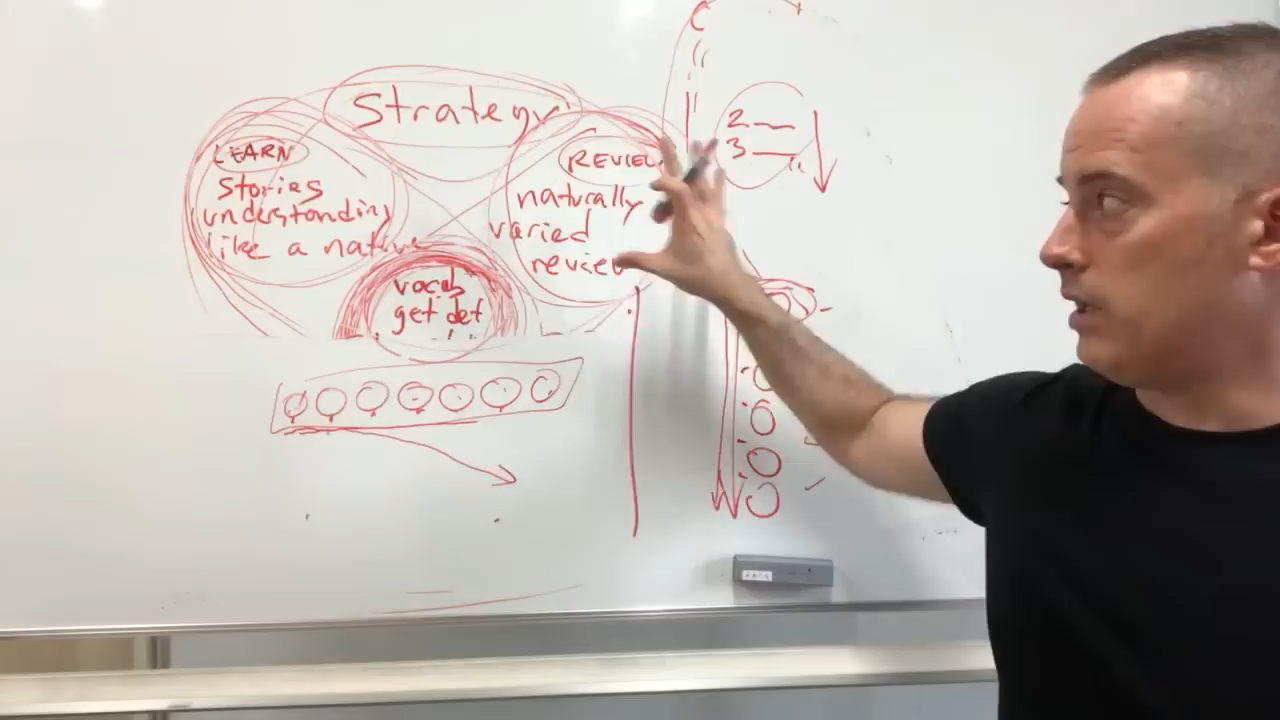 Strategy
LEARN
stories
understanding
like a native
REVIEW
naturally
varied
review
vocab
get def
2
3